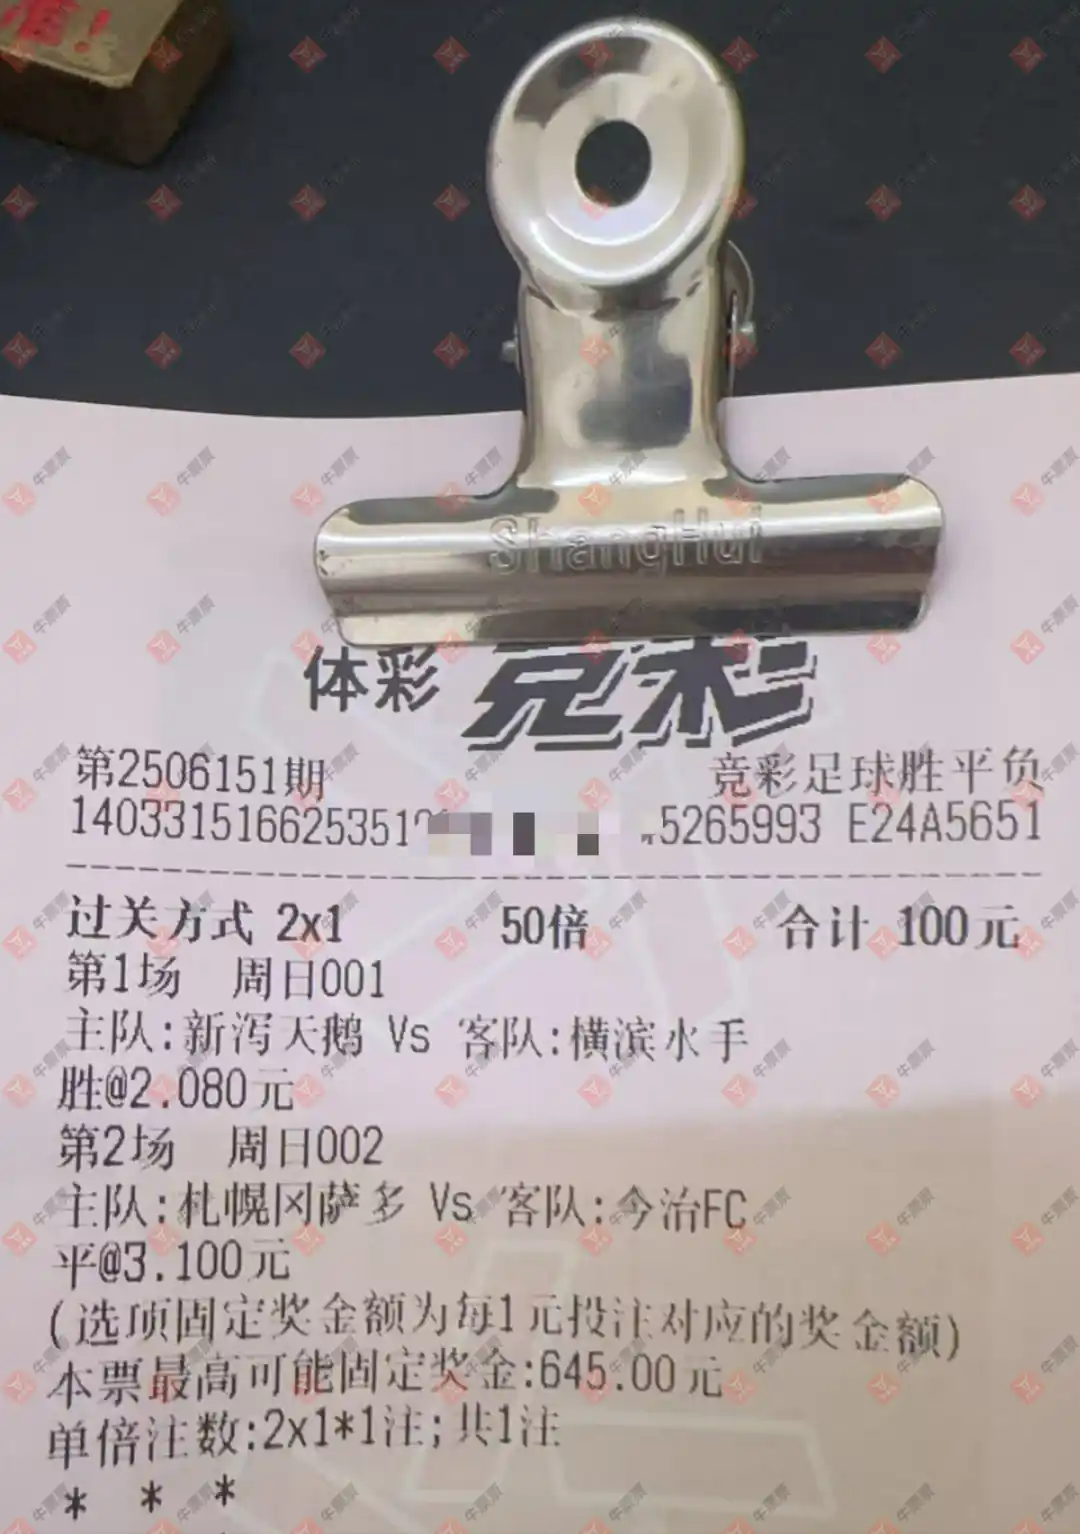 值!
ShangHui
体彩 竞彩
第2506151期 竞彩足球胜平负
140331516625351 5265993 E24A5651
过关方式 2x1 50倍 合计 100元
第1场 周日001
主队:新泻天鹅 Vs 客队:横滨水手
胜@2.080元
第2场 周日002
主队:札幌冈萨多 Vs 客队:今治FC
平@3.100元
(选项固定奖金额为每1元投注对应的奖金额)
本票最高可能固定奖金:645.00元
单倍注数:2x1*1注;共1注
* * *
牛票票